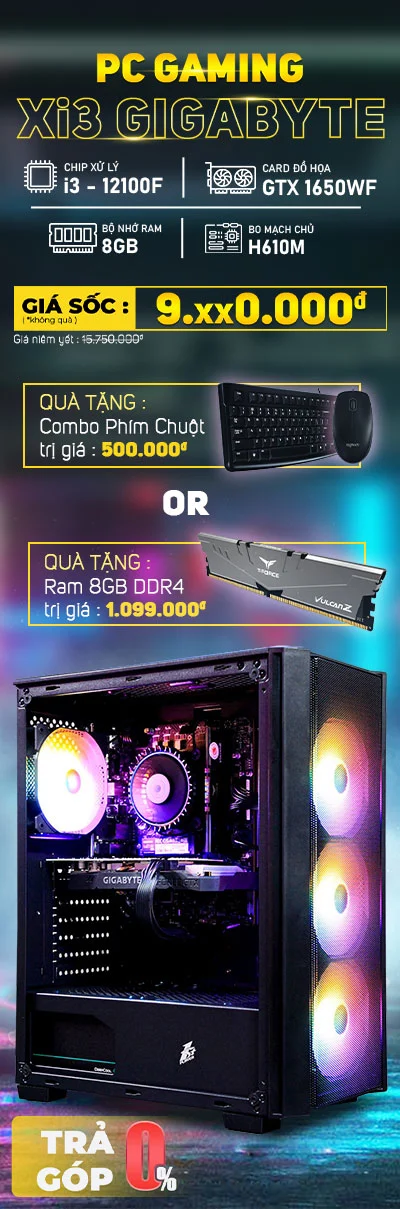 PC GAMING
Xi3 GIGABYTE
CHIP XỬ LÝ
i3 - 12100F
CARD ĐỒ HỌA
GTX 1650WF
BỘ NHỚ RAM
8GB
BO MẠCH CHỦ
H610M
GIÁ SỐC :
( *không quà )
9.xx0.000đ
Giá niêm yết : 15.750.000đ
QUÀ TẶNG :
Combo Phím Chuột
trị giá : 500.000đ
OR
QUÀ TẶNG :
Ram 8GB DDR4
trị giá : 1.099.000đ
T-FORCE
VULCAN Z
GIGABYTE
DEEPCOOL
TRẢ
GÓP 0%